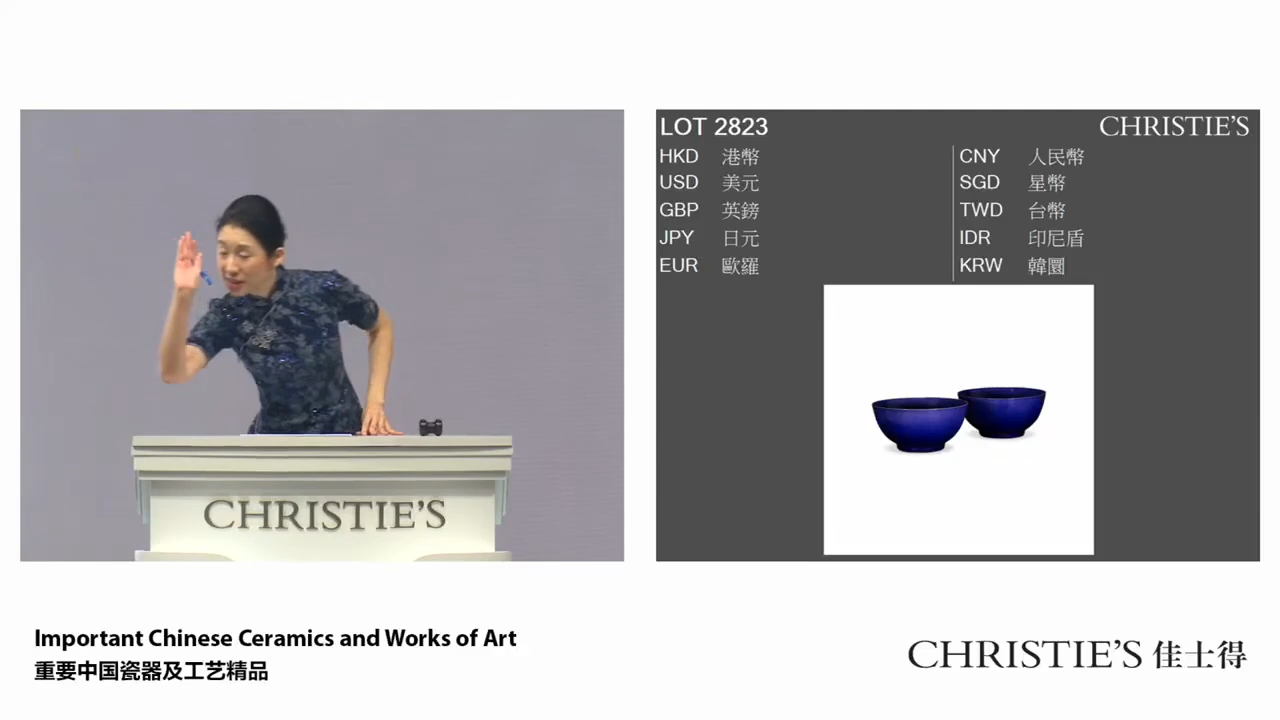 CHRISTIE'S
LOT 2823
CHRISTIE'S
HKD 港幣
USD 美元
GBP 英鎊
JPY 日元
EUR 歐羅
CNY 人民幣
SGD 星幣
TWD 台幣
IDR 印尼盾
KRW 韓圜
Important Chinese Ceramics and Works of Art
重要中国瓷器及工艺精品
CHRISTIE'S 佳士得